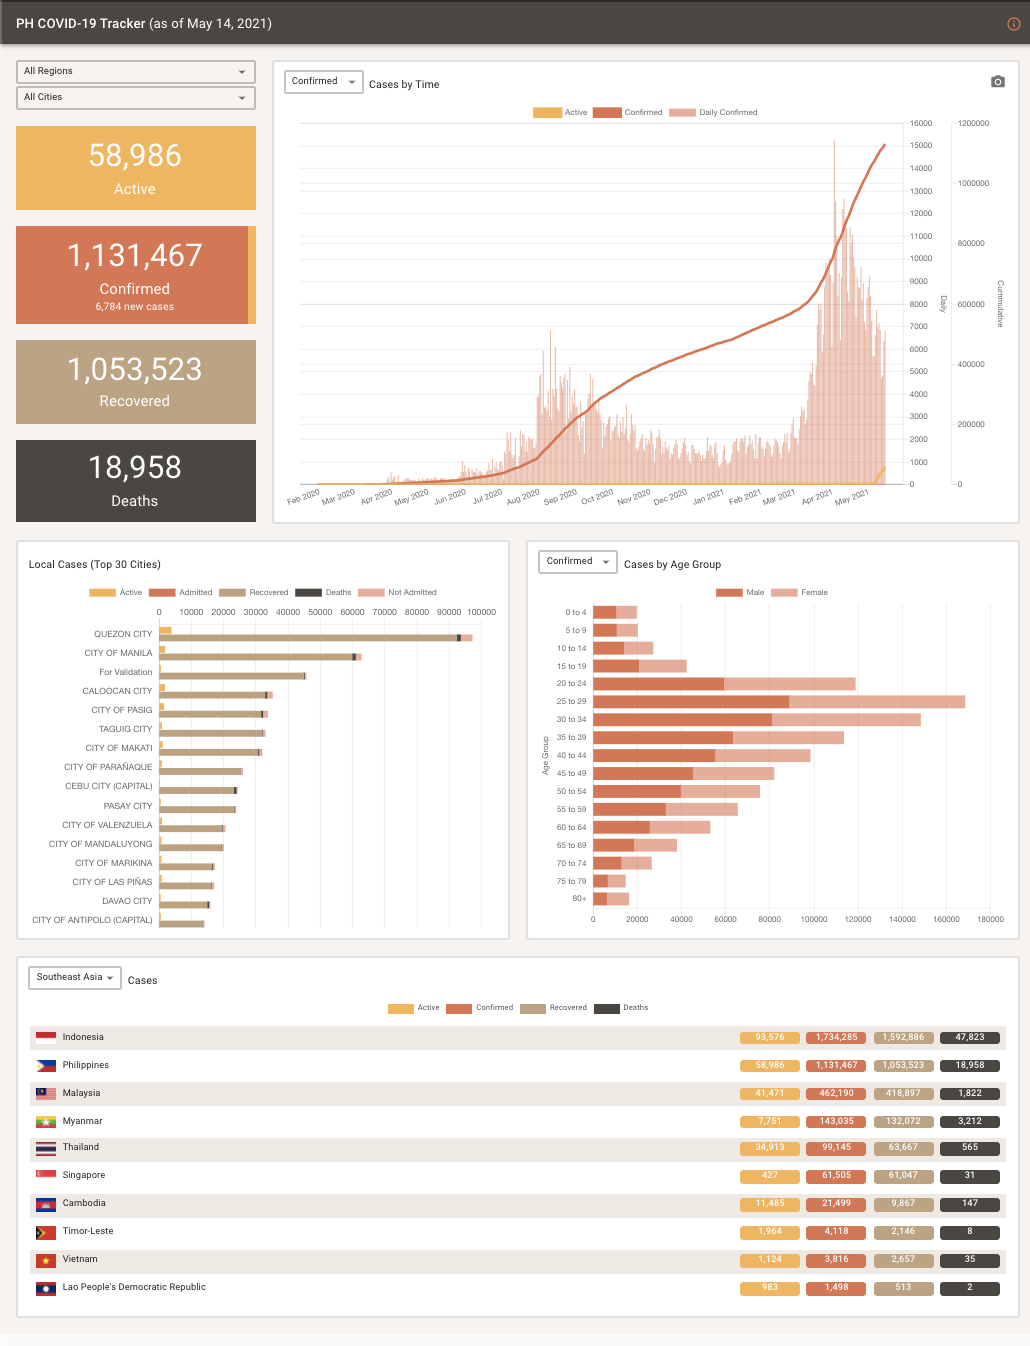 PH COVID-19 Tracker (as of May 14, 2021)
All Regions
All Cities
58,986
Active
1,131,467
Confirmed
6,784 new cases
1,053,523
Recovered
18,958
Deaths
Confirmed
Cases by Time
Active Confirmed Daily Confirmed
16000 1200000
15000
14000 1000000
13000
12000
11000 800000
10000
9000
8000 600000
7000
6000
5000 400000
4000
3000
2000 200000
1000
0 0
Daily
Cummulative
Feb 2020 Mar 2020 Apr 2020 May 2020 Jun 2020 Jul 2020 Aug 2020 Sep 2020 Oct 2020 Nov 2020 Dec 2020 Jan 2021 Feb 2021 Mar 2021 Apr 2021 May 2021
Local Cases (Top 30 Cities)
Active Admitted Recovered Deaths Not Admitted
0 10000 20000 30000 40000 50000 60000 70000 80000 90000 100000
QUEZON CITY
CITY OF MANILA
For Validation
CALOOCAN CITY
CITY OF PASIG
TAGUIG CITY
CITY OF MAKATI
CITY OF PARAÑAQUE
CEBU CITY (CAPITAL)
PASAY CITY
CITY OF VALENZUELA
CITY OF MANDALUYONG
CITY OF MARIKINA
CITY OF LAS PIÑAS
DAVAO CITY
CITY OF ANTIPOLO (CAPITAL)
Confirmed
Cases by Age Group
Male Female
Age Group
0 to 4
5 to 9
10 to 14
15 to 19
20 to 24
25 to 29
30 to 34
35 to 39
40 to 44
45 to 49
50 to 54
55 to 59
60 to 64
65 to 69
70 to 74
75 to 79
80+
0 20000 40000 60000 80000 100000 120000 140000 160000 180000
Southeast Asia
Cases
Active Confirmed Recovered Deaths
Indonesia 93,576 1,734,285 1,592,886 47,823
Philippines 58,986 1,131,467 1,053,523 18,958
Malaysia 41,471 462,190 418,897 1,822
Myanmar 7,751 143,035 132,072 3,212
Thailand 34,913 99,145 63,667 565
Singapore 427 61,505 61,047 31
Cambodia 11,485 21,499 9,867 147
Timor-Leste 1,964 4,118 2,146 8
Vietnam 1,124 3,816 2,657 35
Lao People's Democratic Republic 983 1,498 513 2